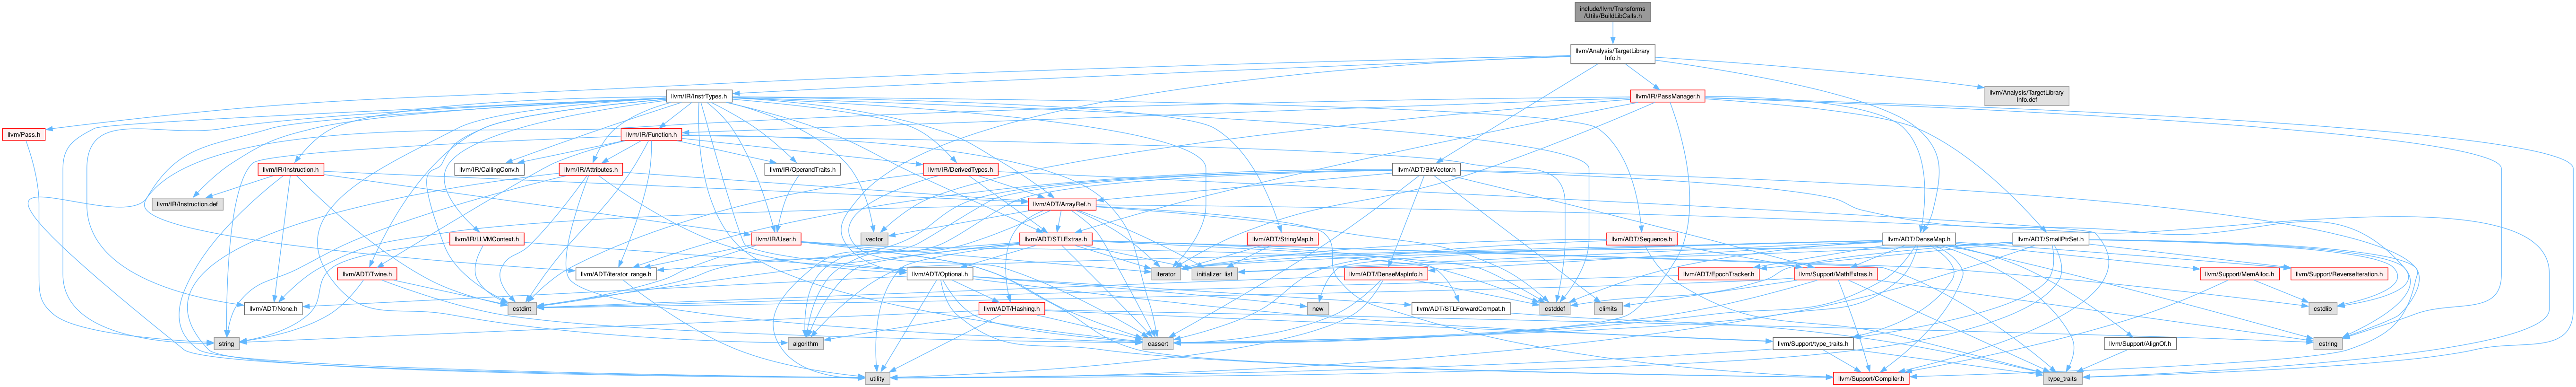 include/llvm/Transforms
/Utils/BuildLibCalls.h
llvm/Analysis/TargetLibrary
Info.h
llvm/IR/InstrTypes.h
llvm/IR/PassManager.h
llvm/Analysis/TargetLibrary
Info.def
llvm/Pass.h
llvm/IR/Function.h
llvm/IR/Instruction.h
llvm/IR/CallingConv.h
llvm/IR/Attributes.h
llvm/IR/OperandTraits.h
llvm/IR/DerivedTypes.h
llvm/ADT/BitVector.h
llvm/IR/Instruction.def
llvm/ADT/ArrayRef.h
llvm/IR/LLVMContext.h
llvm/IR/User.h
vector
llvm/ADT/STLExtras.h
llvm/ADT/StringMap.h
llvm/ADT/Sequence.h
llvm/ADT/DenseMap.h
llvm/ADT/SmallPtrSet.h
llvm/ADT/Twine.h
llvm/ADT/iterator_range.h
llvm/ADT/Optional.h
iterator
initializer_list
llvm/ADT/DenseMapInfo.h
llvm/ADT/EpochTracker.h
llvm/Support/MathExtras.h
llvm/Support/MemAlloc.h
llvm/Support/ReverseIteration.h
llvm/ADT/None.h
cstdint
llvm/ADT/Hashing.h
new
llvm/ADT/STLForwardCompat.h
cstddef
climits
cstdlib
string
algorithm
cassert
llvm/Support/type_traits.h
llvm/Support/AlignOf.h
cstring
utility
llvm/Support/Compiler.h
type_traits